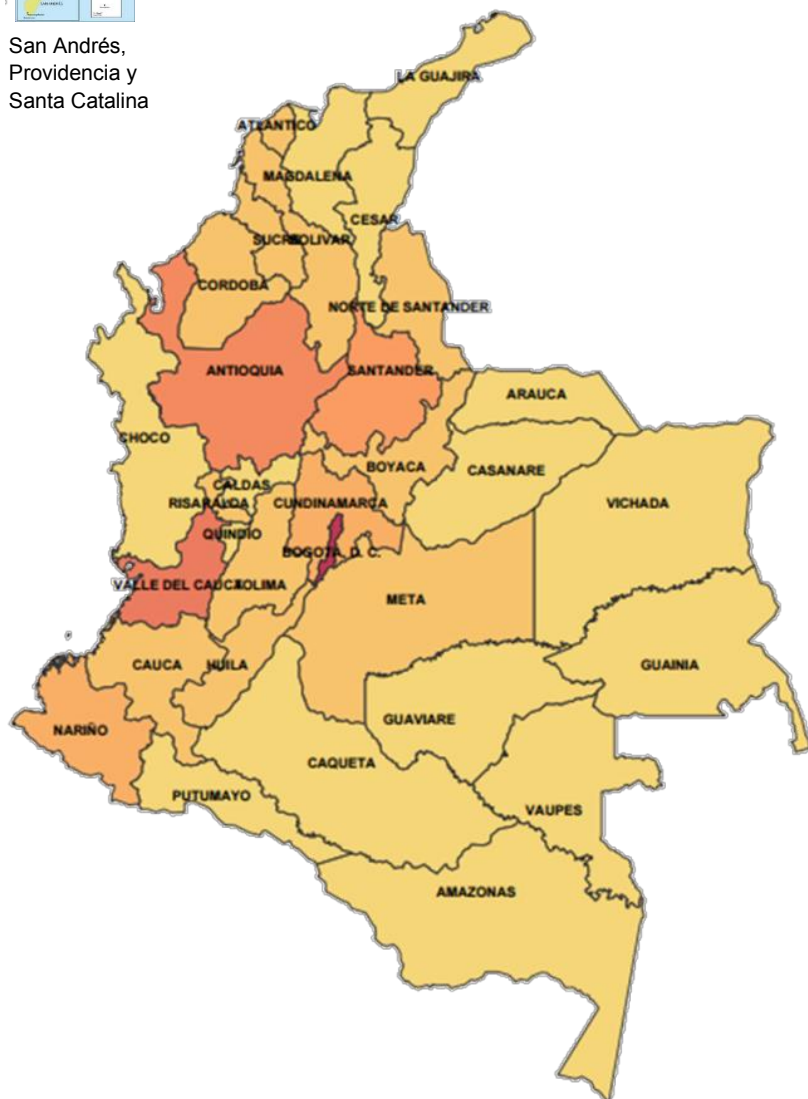 SAN ANDRÉS
San Andrés,
Providencia y
Santa Catalina
LA GUAJIRA
ATLANTICO
MAGDALENA
CESAR
SUCRE
BOLIVAR
CORDOBA
NORTE DE SANTANDER
ANTIOQUIA
SANTANDER
ARAUCA
CHOCO
BOYACA
CASANARE
CALDAS
RISARALDA
CUNDINAMARCA
VICHADA
QUINDIO
BOGOTA, D. C.
VALLE DEL CAUCA
TOLIMA
META
CAUCA
HUILA
GUAINIA
GUAVIARE
NARIÑO
CAQUETA
PUTUMAYO
VAUPES
AMAZONAS